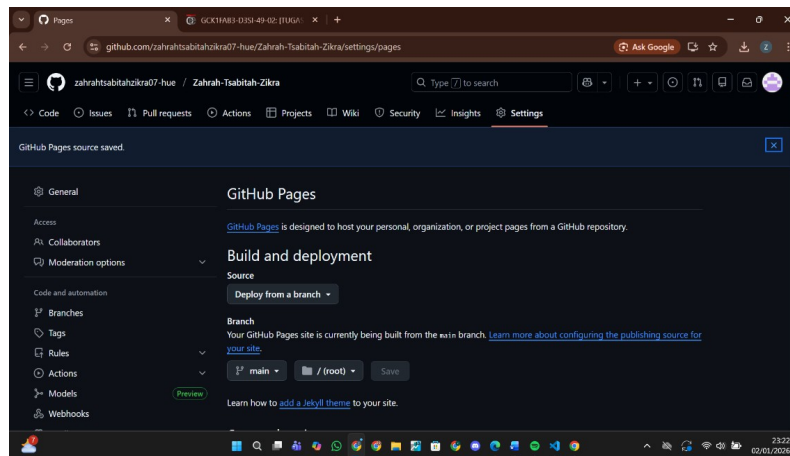 Pages
GCK1FAB3-D3SI-49-02: [TUGA
github.com/zahrahtsabitahzikra07-hue/Zahrah-Tsabitah-Zikra/settings/pages
Ask Google
Z
zahrahtsabitahzikra07-hue / Zahrah-Tsabitah-Zikra
Type / to search
Code Issues Pull requests Actions Projects Wiki Security Insights Settings
GitHub Pages source saved.
General
Access
Collaborators
Moderation options
Code and automation
Branches
Tags
Rules
Actions
Models Preview
Webhooks
GitHub Pages
GitHub Pages is designed to host your personal, organization, or project pages from a GitHub repository.
Build and deployment
Source
Deploy from a branch
Branch
Your GitHub Pages site is currently being built from the main branch. Learn more about configuring the publishing source for
your site.
main / (root) Save
Learn how to add a Jekyll theme to your site.
23:22
02/01/2026